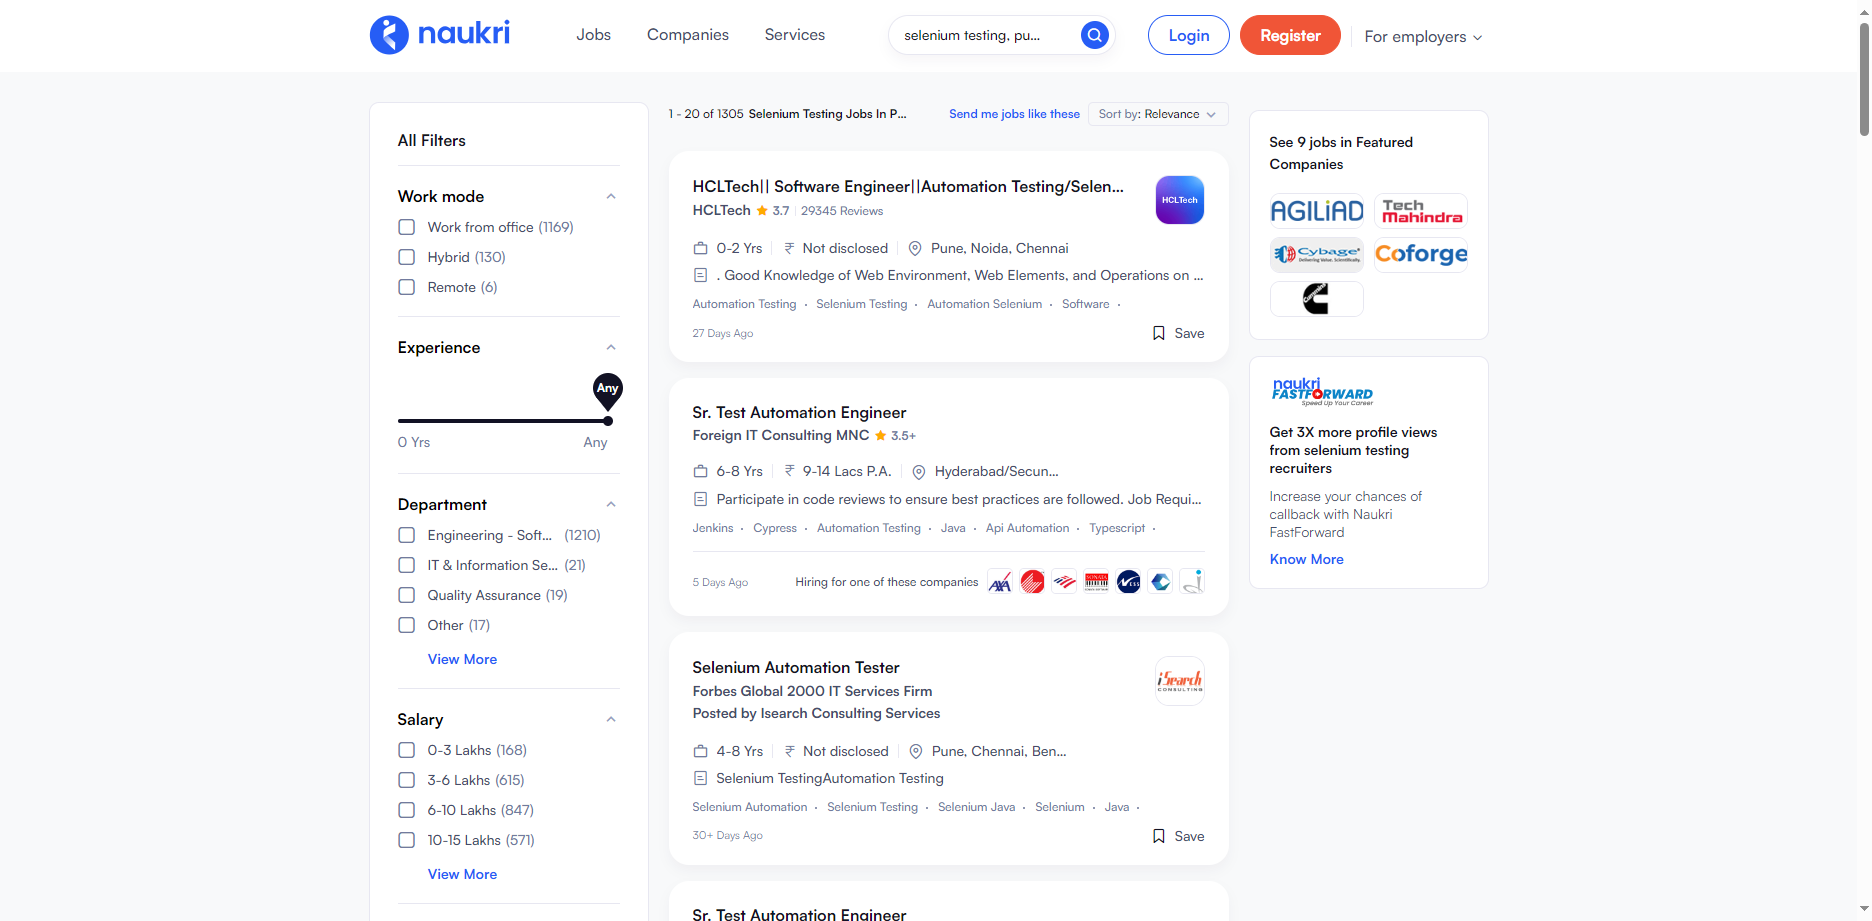 naukri
Jobs
Companies
Services
selenium testing, pu...
Login
Register
For employers
All Filters
Work mode
Work from office (1169)
Hybrid (130)
Remote (6)
Experience
Any
0 Yrs
Any
Department
Engineering - Soft... (1210)
IT & Information Se... (21)
Quality Assurance (19)
Other (17)
View More
Salary
0-3 Lakhs (168)
3-6 Lakhs (615)
6-10 Lakhs (847)
10-15 Lakhs (571)
View More
1 - 20 of 1305 Selenium Testing Jobs In P...
Send me jobs like these
Sort by: Relevance
HCLTech|| Software Engineer||Automation Testing/Selen...
HCLTech 3.7 29345 Reviews
HCLTech
0-2 Yrs ₹ Not disclosed Pune, Noida, Chennai
. Good Knowledge of Web Environment, Web Elements, and Operations on ...
Automation Testing · Selenium Testing · Automation Selenium · Software ·
27 Days Ago
Save
Sr. Test Automation Engineer
Foreign IT Consulting MNC 3.5+
6-8 Yrs ₹ 9-14 Lacs P.A. Hyderabad/Secun...
Participate in code reviews to ensure best practices are followed. Job Requi...
Jenkins · Cypress · Automation Testing · Java · Api Automation · Typescript ·
5 Days Ago
Hiring for one of these companies
AXA
Selenium Automation Tester
Forbes Global 2000 IT Services Firm
Posted by Isearch Consulting Services
iSearch
CONSULTING
4-8 Yrs ₹ Not disclosed Pune, Chennai, Ben...
Selenium TestingAutomation Testing
Selenium Automation · Selenium Testing · Selenium Java · Selenium · Java ·
30+ Days Ago
Save
Sr. Test Automation Engineer
See 9 jobs in Featured
Companies
AGILIAD
Tech
Mahindra
Cybage
Delivering Value. Scientifically.
Coforge
Cummins
naukri
FASTFORWARD
Speed Up Your Career
Get 3X more profile views
from selenium testing
recruiters
Increase your chances of
callback with Naukri
FastForward
Know More